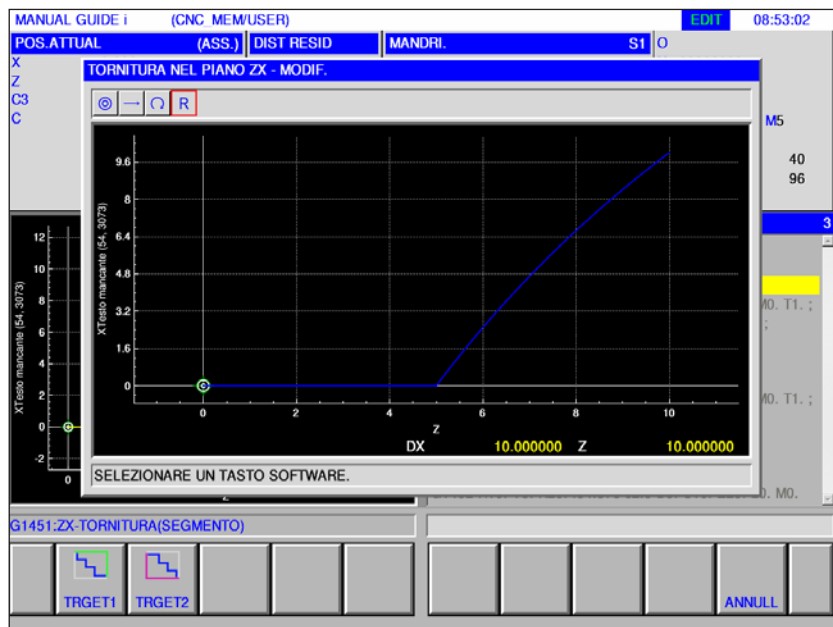 MANUAL GUIDE i (CNC_MEM/USER) EDIT 08:53:02
POS.ATTUAL (ASS.) DIST RESID MANDRI. S1 O
X
Z
C3
C
M5
40
96
TORNITURA NEL PIANO ZX - MODIF.
R
XTesto mancante (54, 3073)
9.6
8
6.4
4.8
3.2
1.6
0
0 2 4 6 8 10
Z
DX 10.000000 Z 10.000000
SELEZIONARE UN TASTO SOFTWARE.
XTesto mancante (54, 3073)
12
10
8
6
4
2
0
-2
0
3
M0. T1. ;
;
M0. T1. ;
M0.
G1451:ZX-TORNITURA(SEGMENTO)
TRGET1 TRGET2 ANNULL